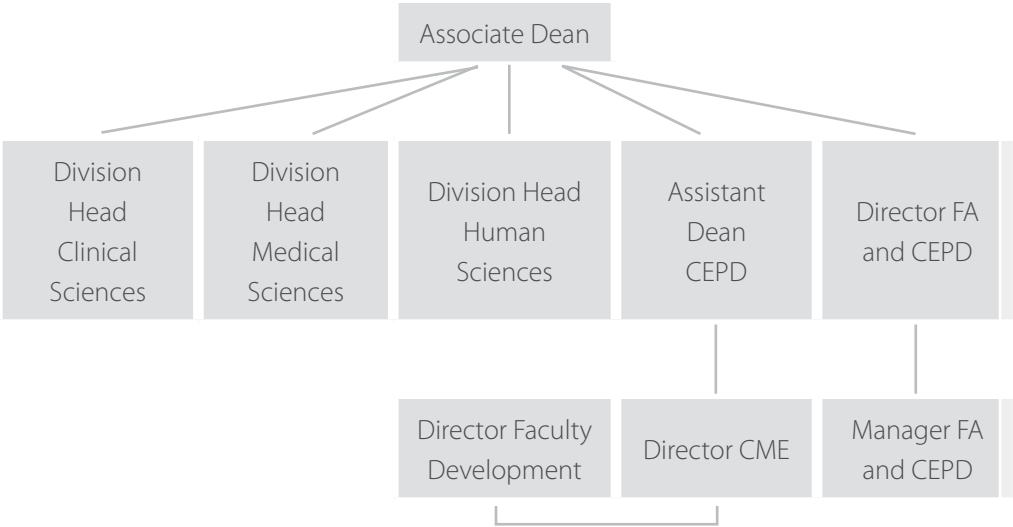 Associate Dean
Division
Head
Clinical
Sciences
Division
Head
Medical
Sciences
Division Head
Human
Sciences
Assistant
Dean
CEPD
Director FA
and CEPD
Director Faculty
Development
Director CME
Manager FA
and CEPD